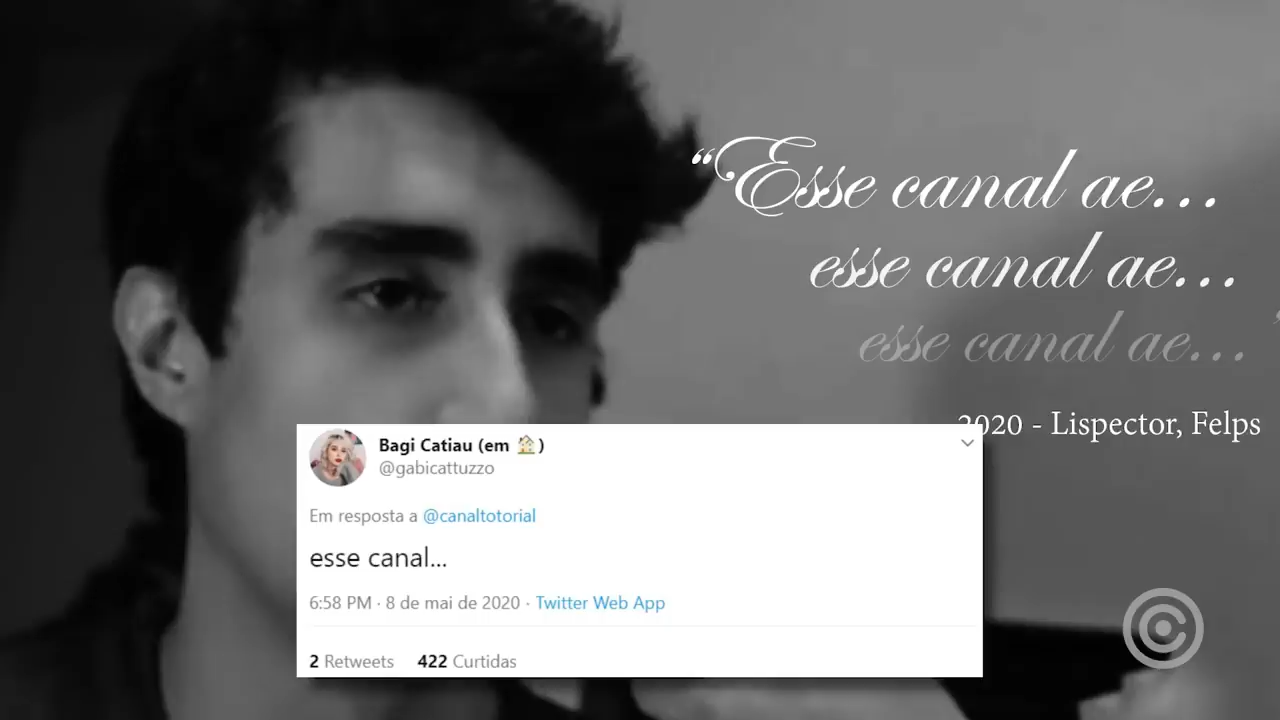 “Esse canal ae...
esse canal ae...
esse canal ae...
2020 - Lispector, Felps
Bagi Catiau (em 🏠)
@gabicattuzzo
Em resposta a @canaltotorial
esse canal...
6:58 PM · 8 de mai de 2020 · Twitter Web App
2 Retweets 422 Curtidas